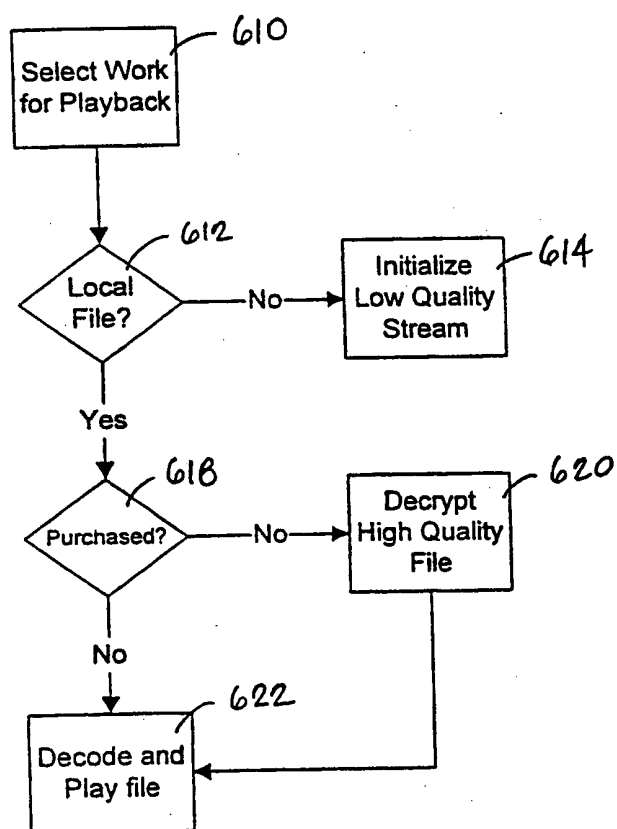 610
Select Work
for Playback
612
Local
File?
No
614
Initialize
Low Quality
Stream
Yes
618
Purchased?
No
620
Decrypt
High Quality
File
No
622
Decode and
Play file